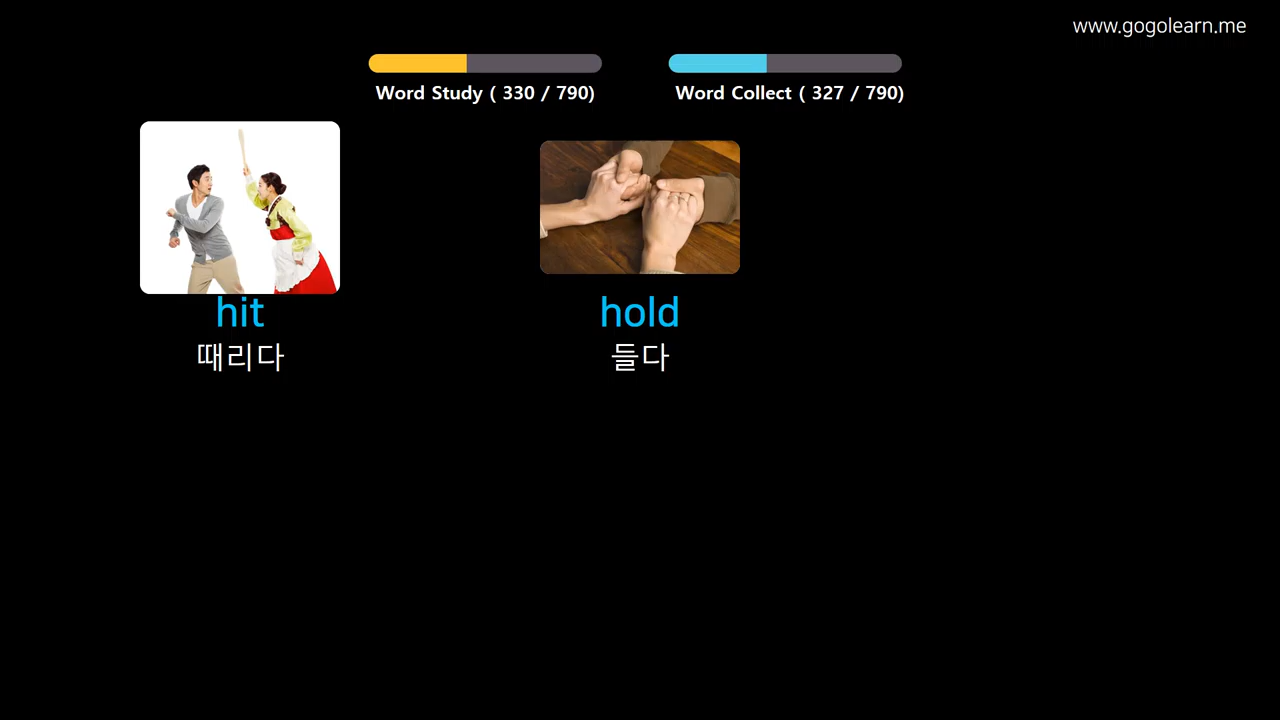 www.gogolearn.me
Word Study ( 330 / 790)
Word Collect ( 327 / 790)
hit
때리다
hold
들다